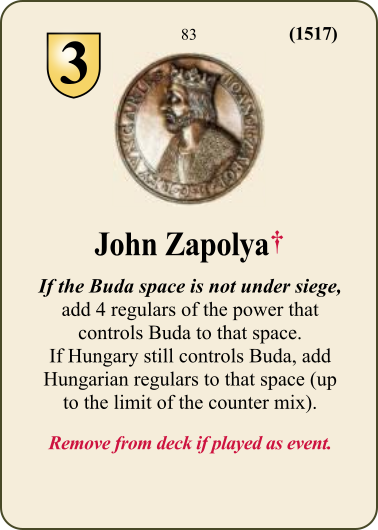 3
83
(1517)
John Zapolya†
If the Buda space is not under siege,
add 4 regulars of the power that
controls Buda to that space.
If Hungary still controls Buda, add
Hungarian regulars to that space (up
to the limit of the counter mix).
Remove from deck if played as event.